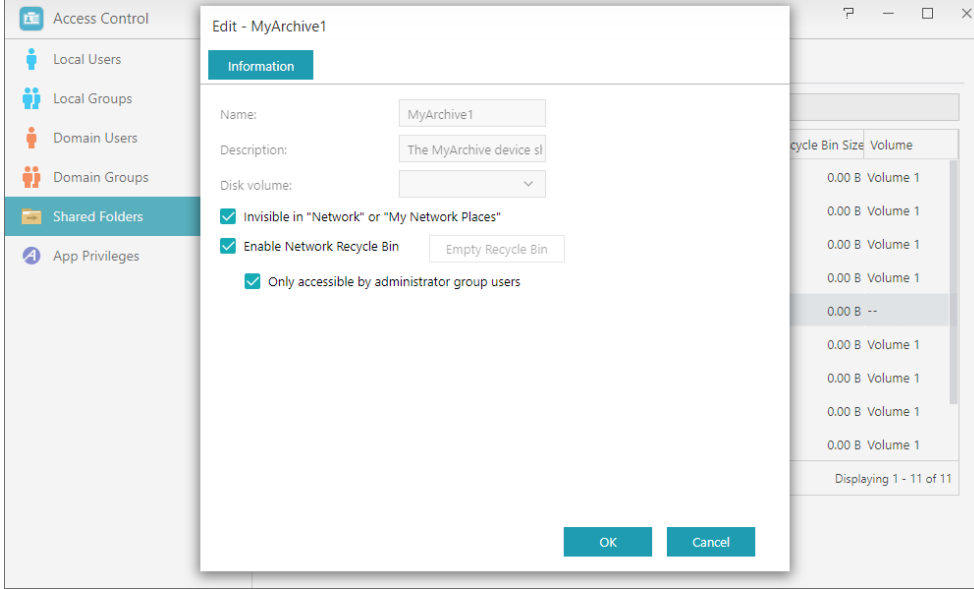 Access Control
Local Users
Local Groups
Domain Users
Domain Groups
Shared Folders
App Privileges
Edit - MyArchive1
Information
Name: MyArchive1
Description: The MyArchive device
Disk volume:
Invisible in "Network" or "My Network Places"
Enable Network Recycle Bin Empty Recycle Bin
Only accessible by administrator group users
OK Cancel
Bin Size Volume
0.00 B Volume 1
0.00 B Volume 1
0.00 B Volume 1
0.00 B Volume 1
0.00 B --
0.00 B Volume 1
0.00 B Volume 1
0.00 B Volume 1
0.00 B Volume 1
Displaying 1 - 11 of 11